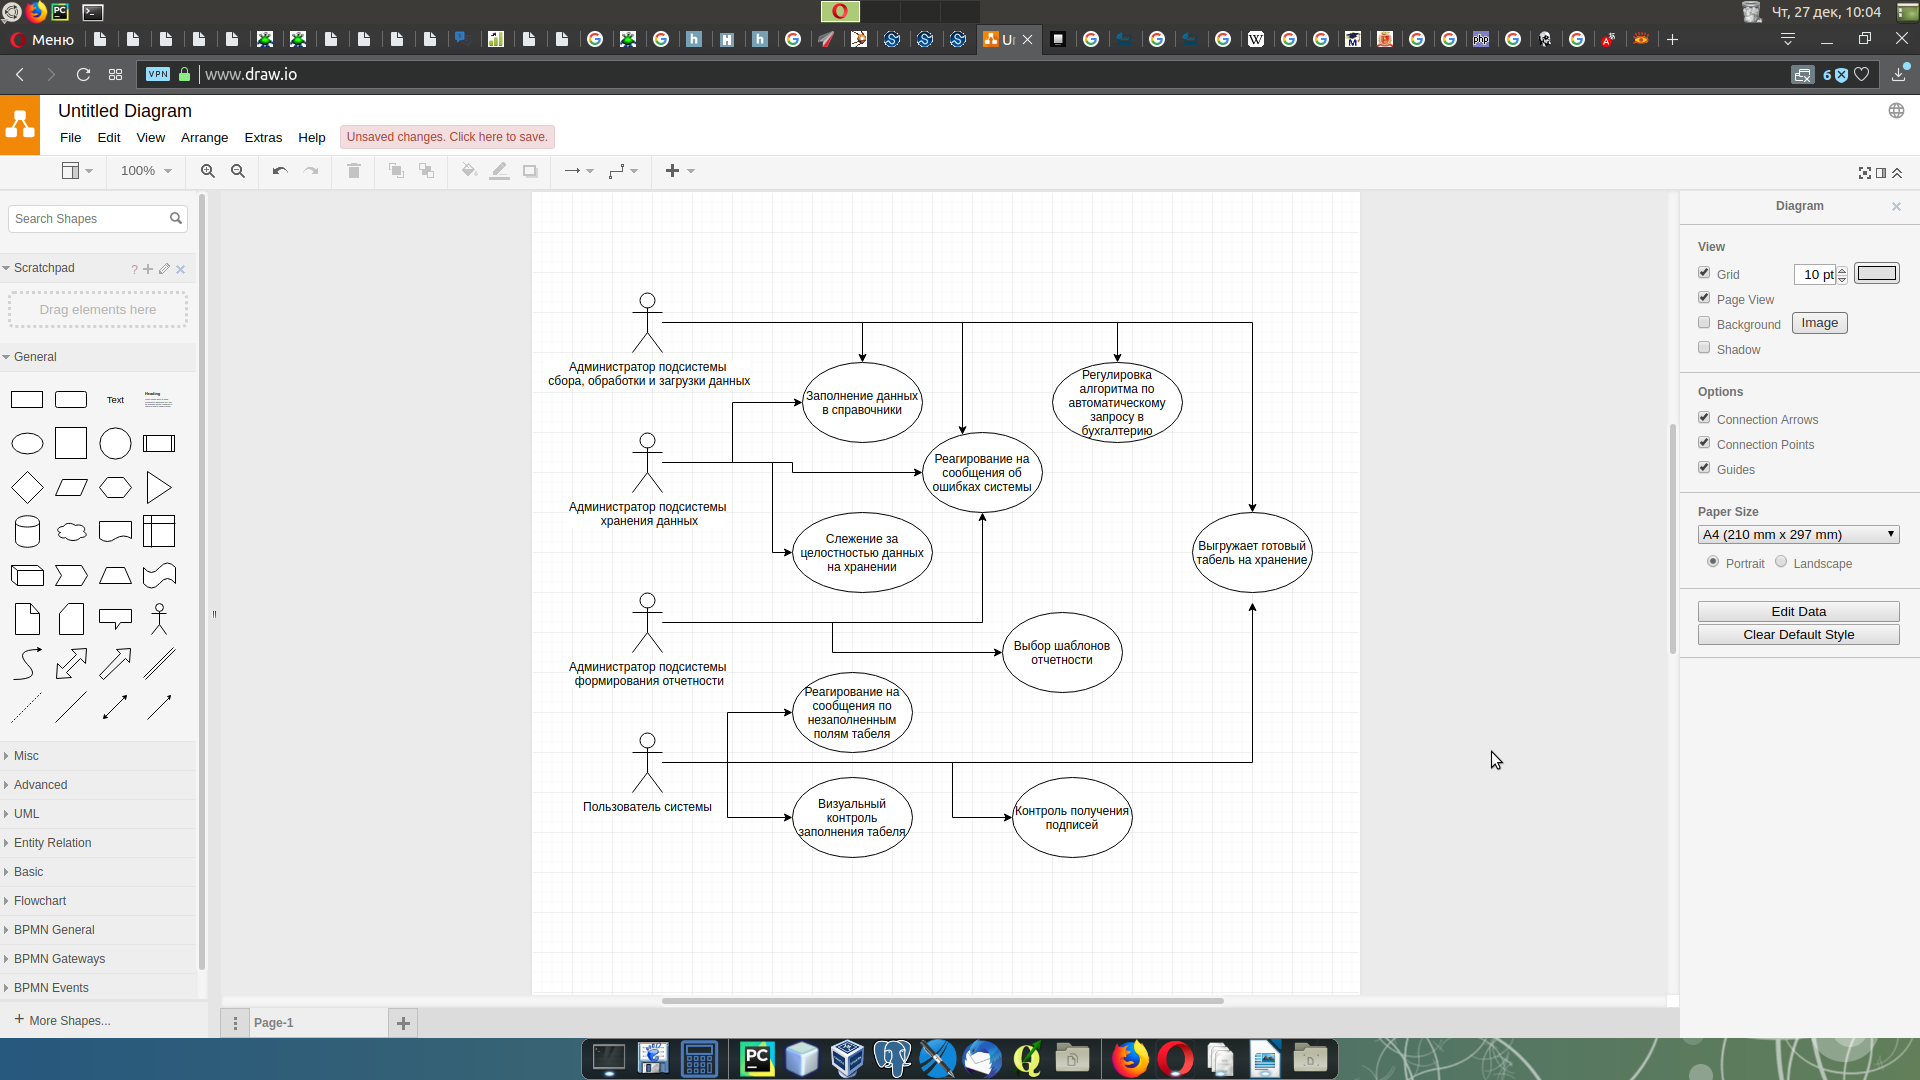 Чт, 27 дек, 10:04
Меню
VPN
www.draw.io
6
Untitled Diagram
File Edit View Arrange Extras Help
Unsaved changes. Click here to save.
100%
Search Shapes
Scratchpad
?
Drag elements here
General
Text
Heading
Misc
Advanced
UML
Entity Relation
Basic
Flowchart
BPMN General
BPMN Gateways
BPMN Events
+ More Shapes...
Администратор подсистемы
сбора, обработки и загрузки данных
Заполнение данных
в справочники
Регулировка
алгоритма по
автоматическому
запросу в
бухгалтерию
Администратор подсистемы
хранения данных
Реагирование на
сообщения об
ошибках системы
Слежение за
целостностью данных
на хранении
Выгружает готовый
табель на хранение
Администратор подсистемы
формирования отчетности
Выбор шаблонов
отчетности
Реагирование на
сообщения по
незаполненным
полям табеля
Пользователь системы
Визуальный
контроль
заполнения табеля
Контроль получения
подписей
Page-1
Diagram
View
Grid
10 pt
Page View
Background
Image
Shadow
Options
Connection Arrows
Connection Points
Guides
Paper Size
A4 (210 mm x 297 mm)
Portrait
Landscape
Edit Data
Clear Default Style
PC